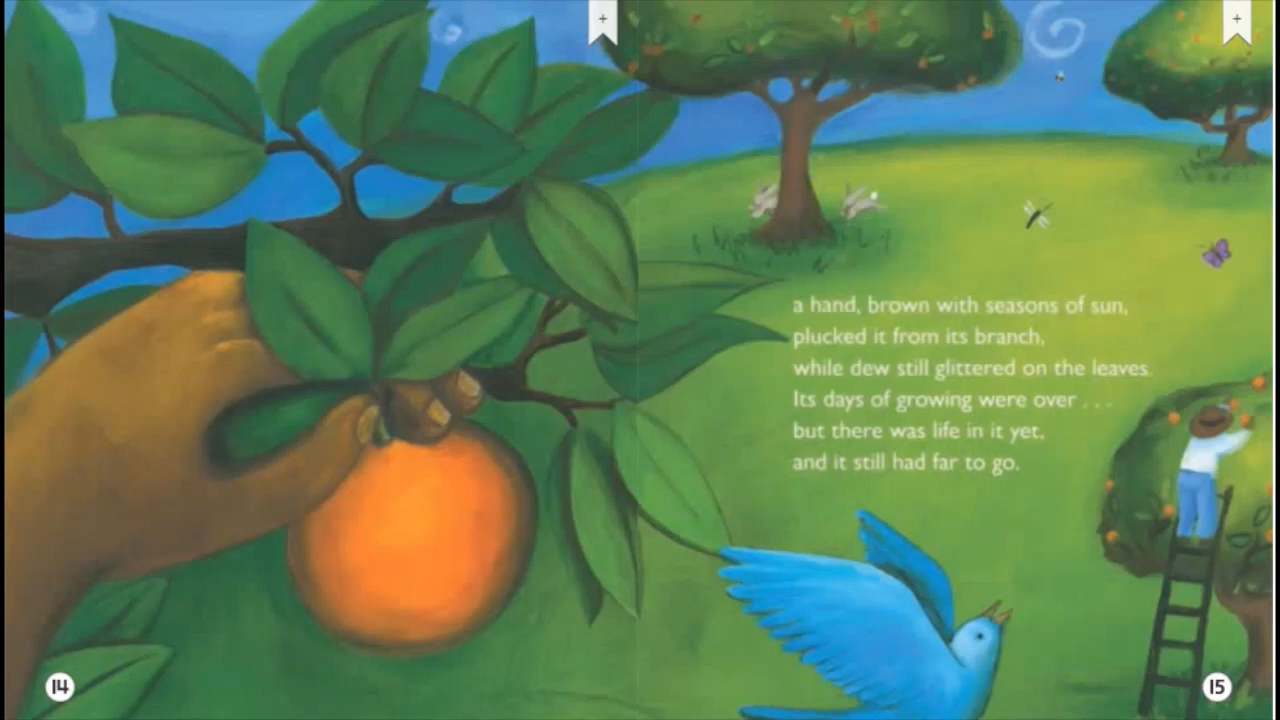 a hand, brown with seasons of sun,
plucked it from its branch,
while dew still glittered on the leaves.
Its days of growing were over . . .
but there was life in it yet,
and it still had far to go.
14
15